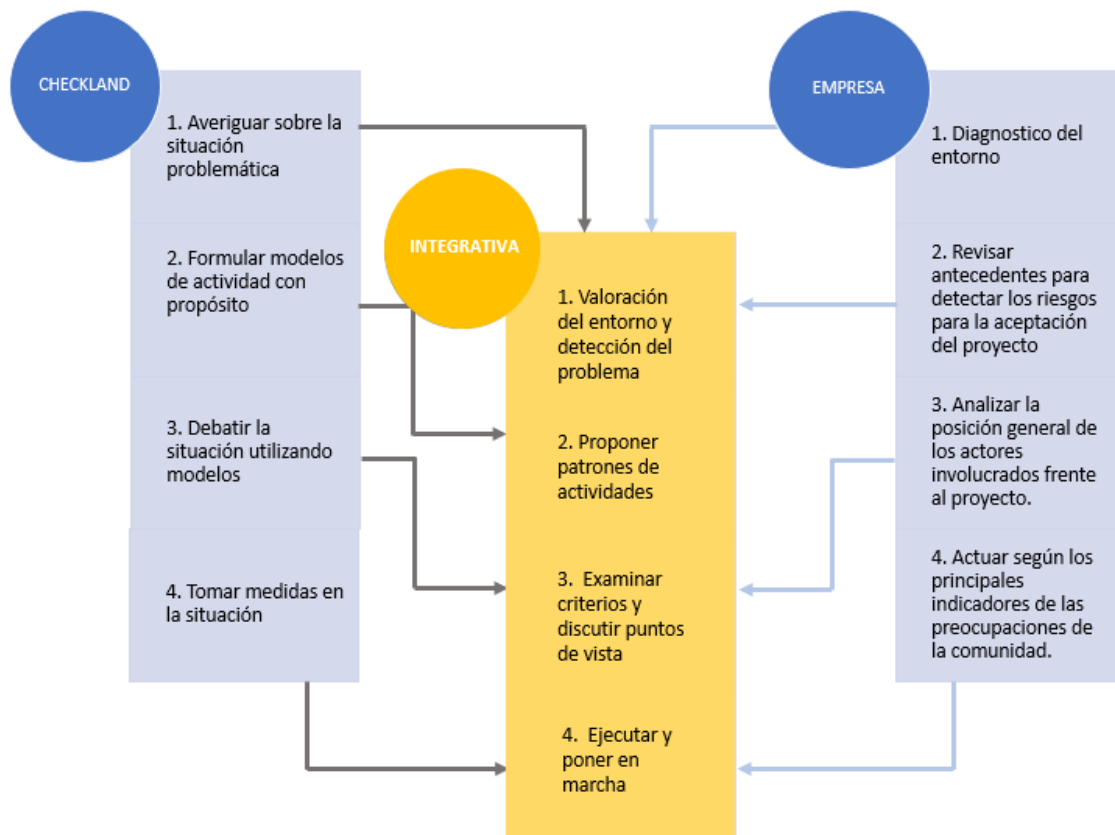 CHECKLAND
1. Averiguar sobre la
situación
problemática
2. Formular modelos
de actividad con
propósito
3. Debatir la
situación utilizando
modelos
4. Tomar medidas en
la situación
INTEGRATIVA
1. Valoración
del entorno y
detección del
problema
2. Proponer
patrones de
actividades
3. Examinar
criterios y
discutir puntos
de vista
4. Ejecutar y
poner en
marcha
EMPRESA
1. Diagnostico del
entorno
2. Revisar
antecedentes para
detectar los riesgos
para la aceptación
del proyecto
3. Analizar la
posición general de
los actores
involucrados frente
al proyecto.
4. Actuar según los
principales
indicadores de las
preocupaciones de
la comunidad.